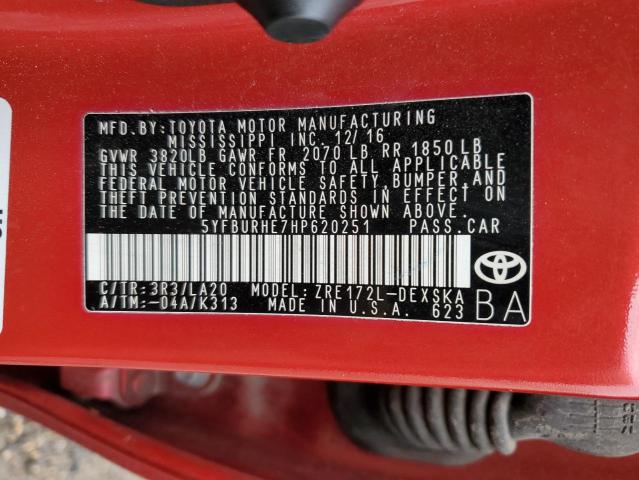 MFD.BY:TOYOTA MOTOR MANUFACTURING
MISSISSIPPI INC. 12/16
GVWR 3820LB GAWR FR 2070 LB RR 1850 LB
THIS VEHICLE CONFORMS TO ALL APPLICABLE
FEDERAL MOTOR VEHICLE SAFETY,BUMPER,AND
THEFT PREVENTION STANDARDS IN EFFECT ON
THE DATE OF MANUFACTURE SHOWN ABOVE.
5YFBURHE7HP620251 PASS.CAR
C/TR:3R3/LA20 MODEL: ZRE172L-DEXSKA
A/TM:-04A/K313 MADE IN U.S.A. 623
BA